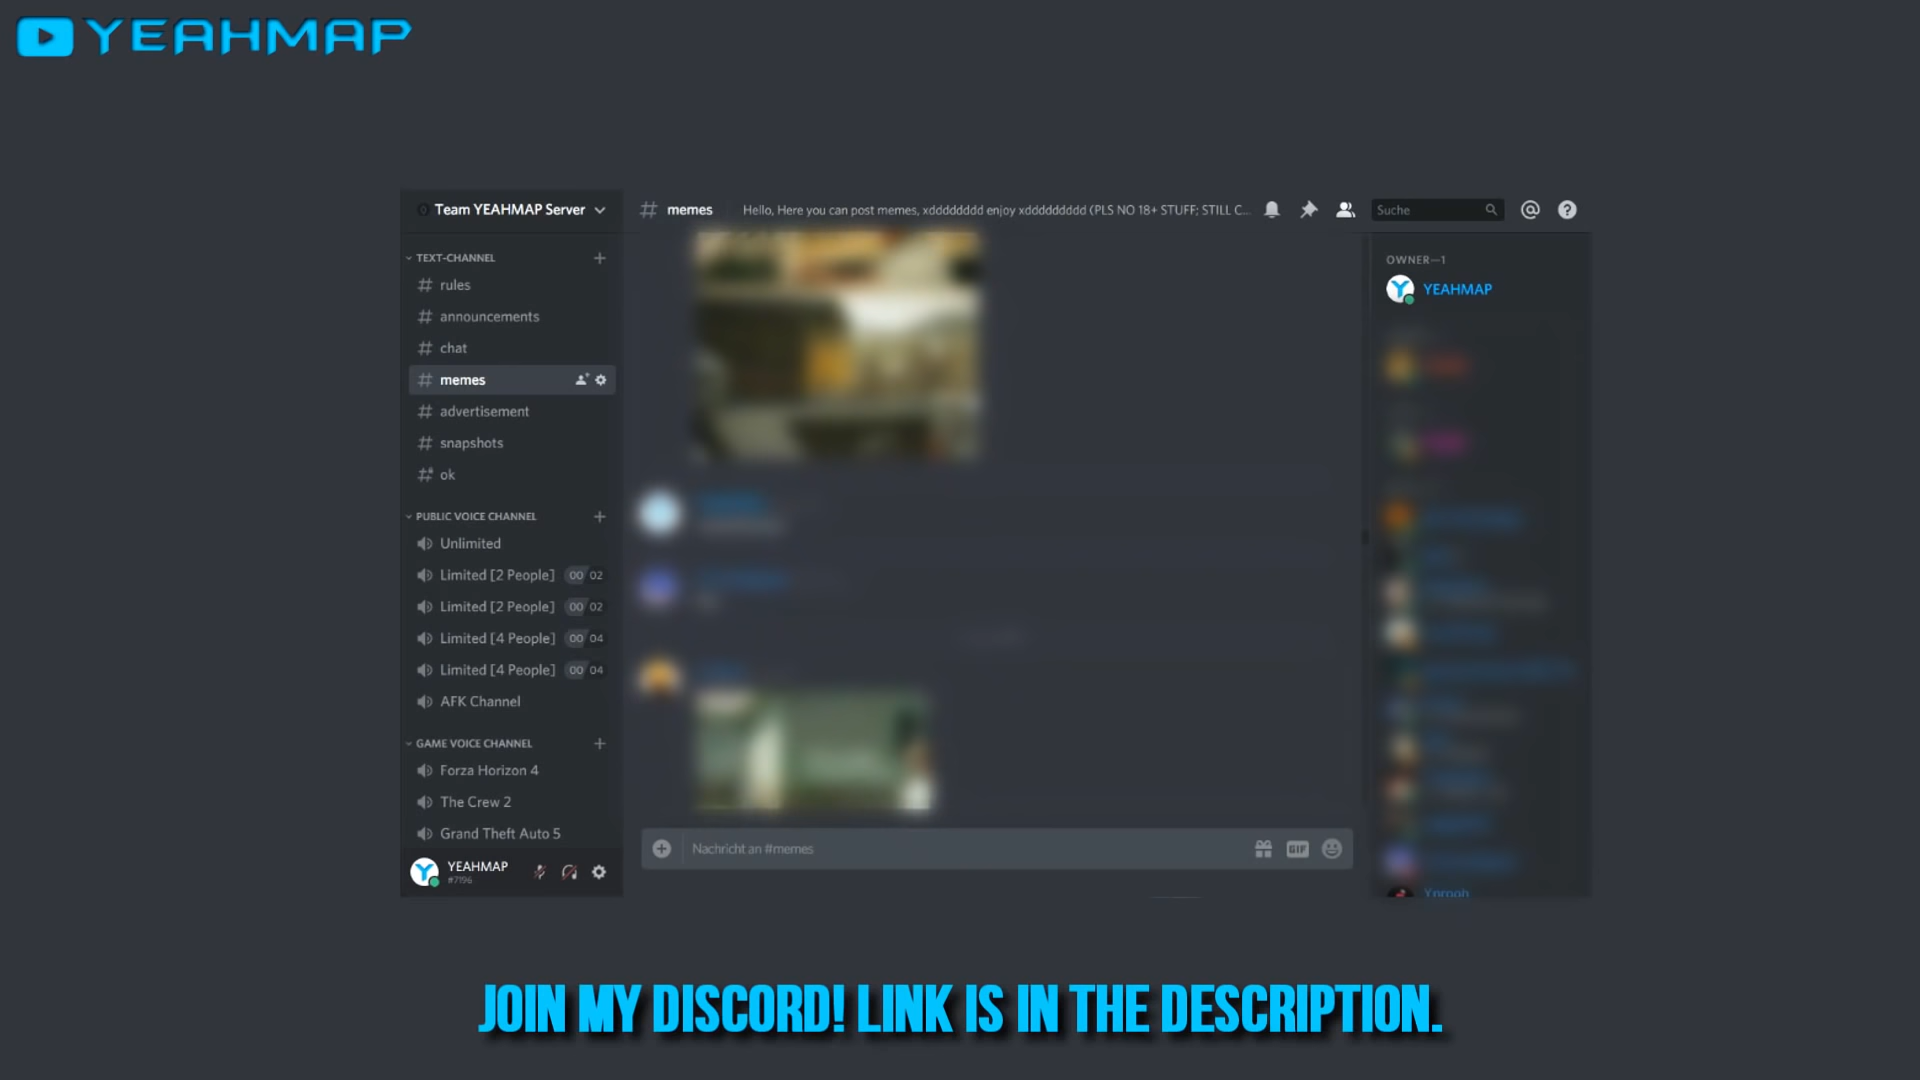 YEAHMAP
Team YEAHMAP Server
TEXT-CHANNEL
rules
announcements
chat
memes
advertisement
snapshots
ok
PUBLIC VOICE CHANNEL
Unlimited
Limited [2 People] 00 02
Limited [2 People] 00 02
Limited [4 People] 00 04
Limited [4 People] 00 04
AFK Channel
GAME VOICE CHANNEL
Forza Horizon 4
The Crew 2
Grand Theft Auto 5
YEAHMAP
#7196
memes
Hello, Here you can post memes, xdddddddd enjoy xddddddddd (PLS NO 18+ STUFF; STILL C...
Suche
Nachricht an #memes
GIF
OWNER—1
YEAHMAP
JOIN MY DISCORD! LINK IS IN THE DESCRIPTION.